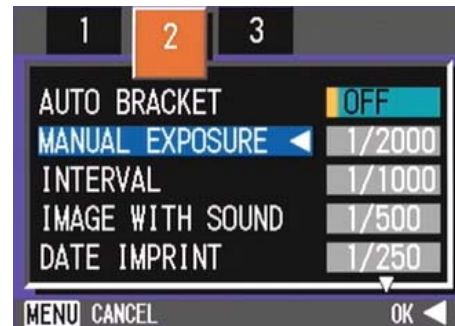 1 2 3
AUTO BRACKET OFF
MANUAL EXPOSURE 1/2000
INTERVAL 1/1000
IMAGE WITH SOUND 1/500
DATE IMPRINT 1/250
MENU CANCEL OK